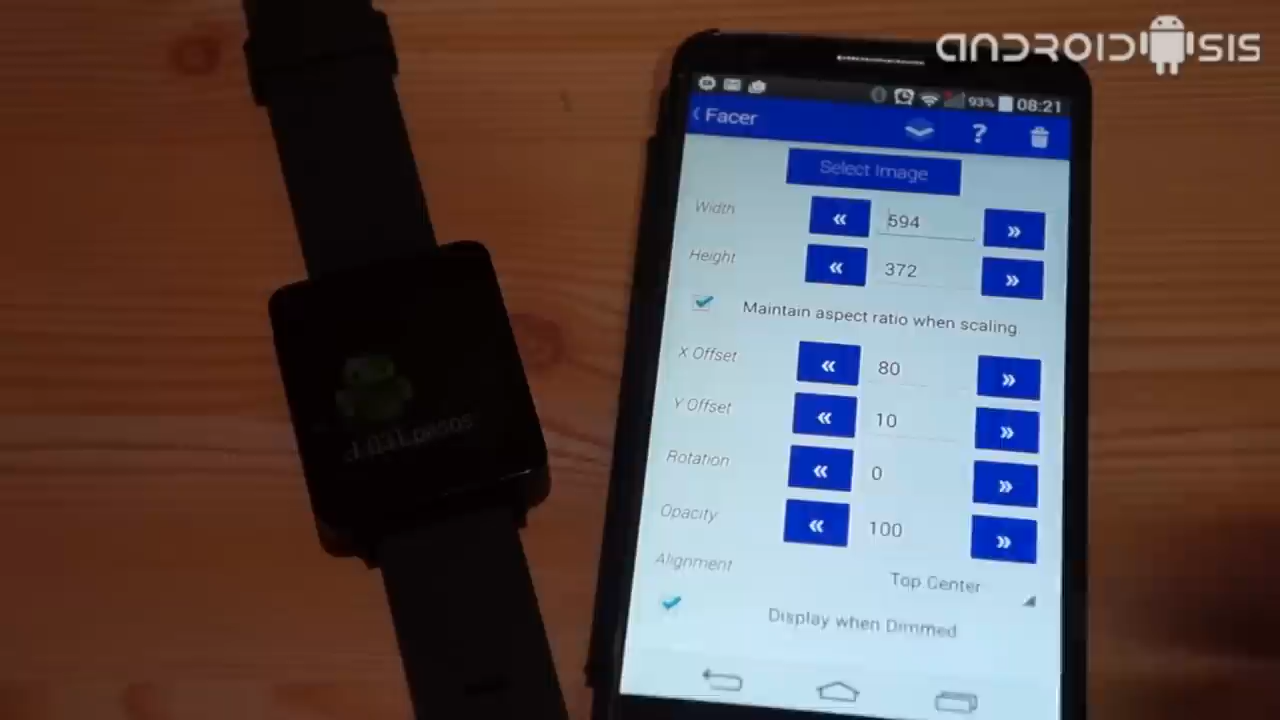 ANDROIDSIS
93% 08:21
Facer ?
Select Image
Width « 594 »
Height « 372 »
Maintain aspect ratio when scaling
X Offset « 80 »
Y Offset « 10 »
Rotation « 0 »
Opacity « 100 »
Alignment Top Center
Display when Dimmed